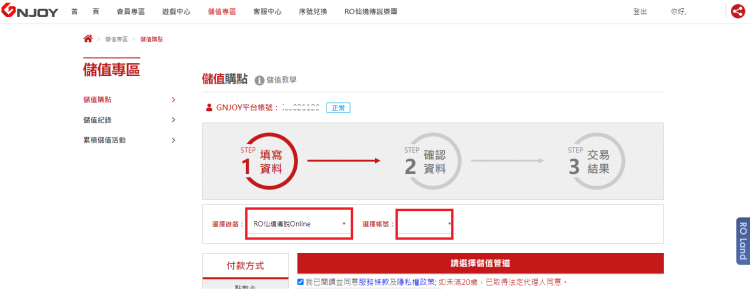 GNJOY 首 頁 會員專區 遊戲中心 儲值專區 客服中心 序號兌換 RO仙境傳說樂園 登出 你好,
儲值專區 > 儲值購點
儲值專區
儲值購點
儲值紀錄
累積儲值活動
儲值購點 儲值教學
GNJOY平台帳號： 正常
STEP 1 填寫資料
STEP 2 確認資料
STEP 3 交易結果
選擇遊戲： RO仙境傳說Online 選擇帳號：
付款方式
點數卡
請選擇儲值管道
我已閱讀並同意服務條款及隱私權政策; 如未滿20歲，已取得法定代理人同意。
RO Land